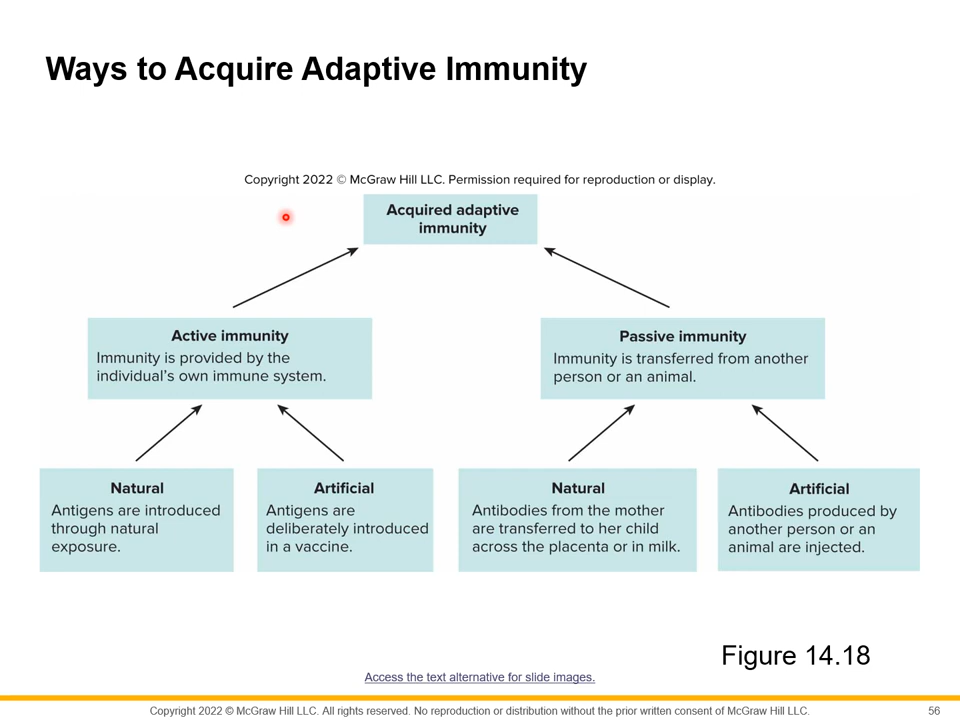 Ways to Acquire Adaptive Immunity
Copyright 2022 © McGraw Hill LLC. Permission required for reproduction or display.
Acquired adaptive
immunity
Active immunity
Immunity is provided by the
individual's own immune system.
Passive immunity
Immunity is transferred from another
person or an animal.
Natural
Antigens are introduced
through natural
exposure.
Artificial
Antigens are
deliberately introduced
in a vaccine.
Natural
Antibodies from the mother
are transferred to her child
across the placenta or in milk.
Artificial
Antibodies produced by
another person or an
animal are injected.
Figure 14.18
Access the text alternative for slide images.
Copyright 2022 © McGraw Hill LLC. All rights reserved. No reproduction or distribution without the prior written consent of McGraw Hill LLC.
56